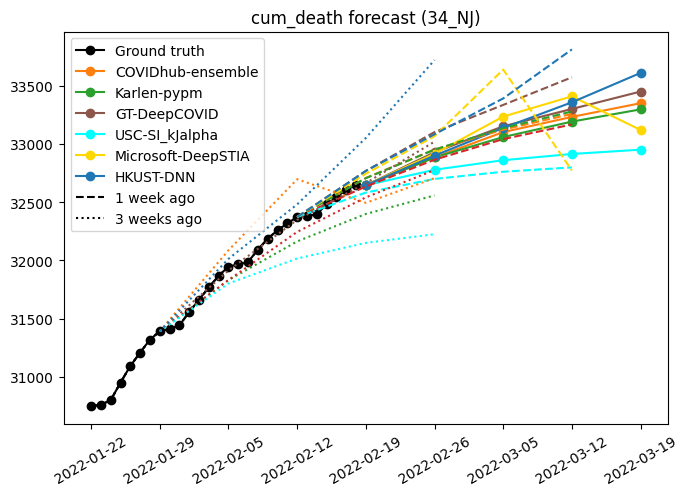 cum_death forecast (34_NJ)
Ground truth
COVIDhub-ensemble
Karlen-pypm
GT-DeepCOVID
USC-SI_kJalpha
Microsoft-DeepSTIA
HKUST-DNN
1 week ago
3 weeks ago
33500
33000
32500
32000
31500
31000
2022-01-22
2022-01-29
2022-02-05
2022-02-12
2022-02-19
2022-02-26
2022-03-05
2022-03-12
2022-03-19